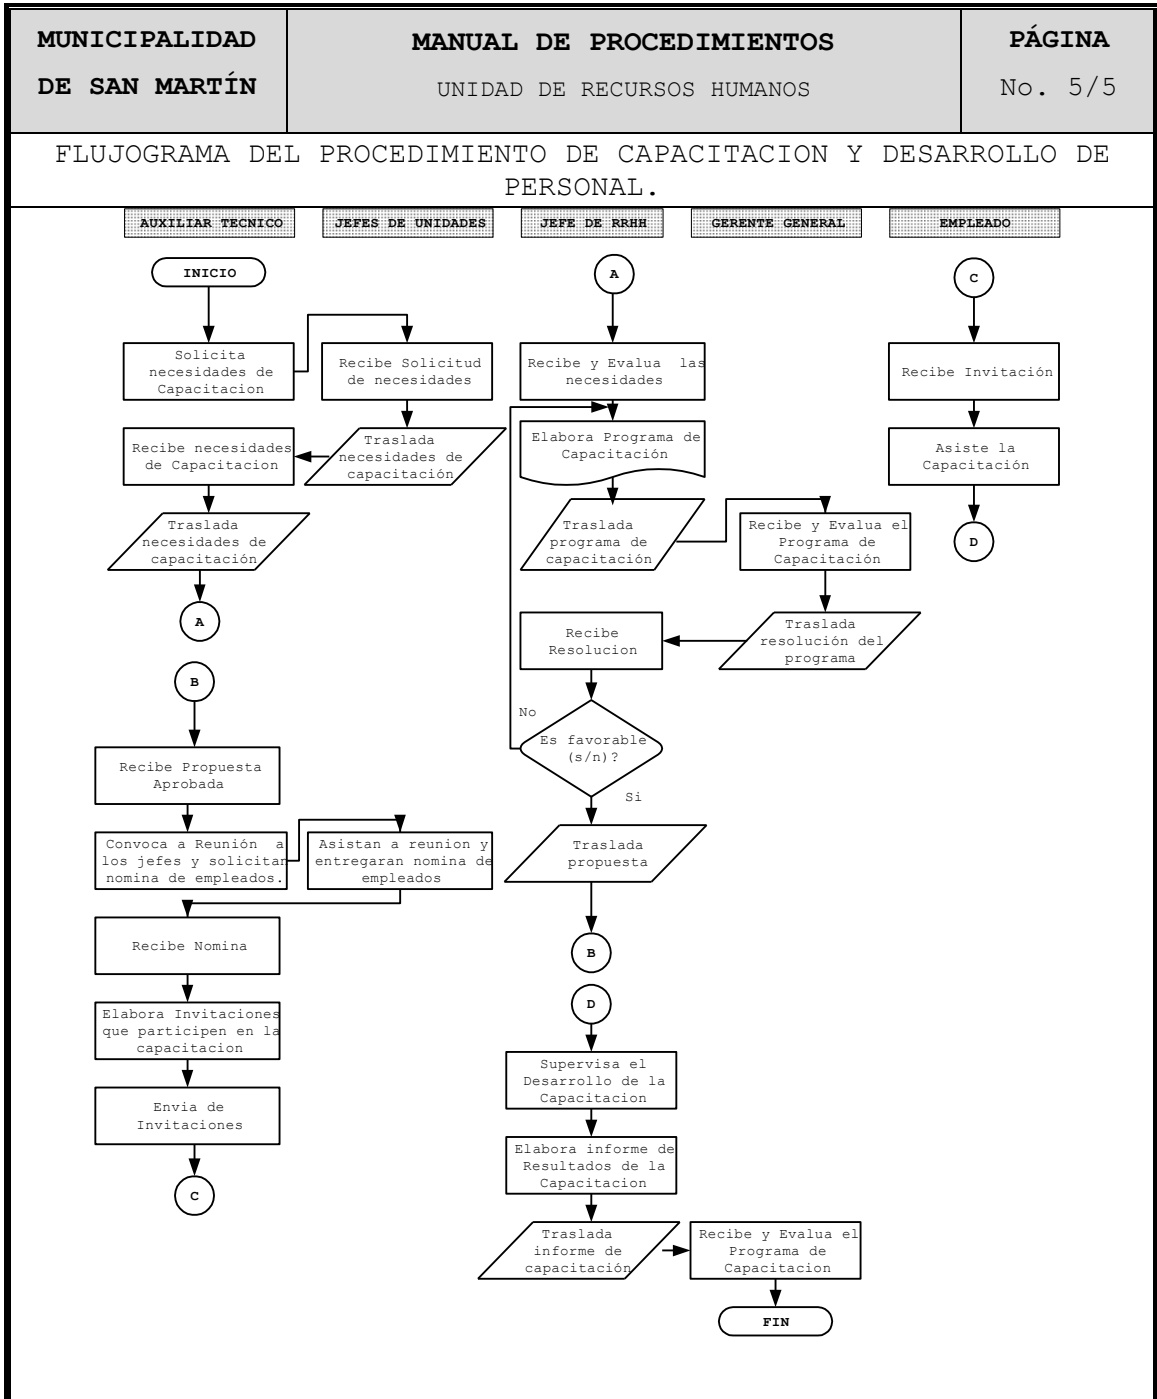 MUNICIPALIDAD
DE SAN MARTÍN
MANUAL DE PROCEDIMIENTOS
UNIDAD DE RECURSOS HUMANOS
PÁGINA
No. 5/5
FLUJOGRAMA DEL PROCEDIMIENTO DE CAPACITACION Y DESARROLLO DE
PERSONAL.
AUXILIAR TECNICO
JEFES DE UNIDADES
JEFE DE RRHH
GERENTE GENERAL
EMPLEADO
INICIO
Solicita
necesidades de
Capacitacion
Recibe Solicitud
de necesidades
Traslada
necesidades de
capacitación
Recibe necesidades
de Capacitacion
Traslada
necesidades de
capacitación
A
A
Recibe y Evalua las
necesidades
Elabora Programa de
Capacitación
Traslada
programa de
capacitación
Recibe y Evalua el
Programa de
Capacitación
Traslada
resolución del
programa
Recibe
Resolucion
Es favorable
(s/n)?
No
Si
Traslada
propuesta
B
B
Recibe Propuesta
Aprobada
Convoca a Reunión a
los jefes y solicitan
nomina de empleados.
Asistan a reunion y
entregaran nomina de
empleados
Recibe Nomina
Elabora Invitaciones
que participen en la
capacitacion
Envia de
Invitaciones
C
C
Recibe Invitación
Asiste la
Capacitación
D
D
Supervisa el
Desarrollo de la
Capacitacion
Elabora informe de
Resultados de la
Capacitacion
Traslada
informe de
capacitación
Recibe y Evalua el
Programa de
Capacitacion
FIN